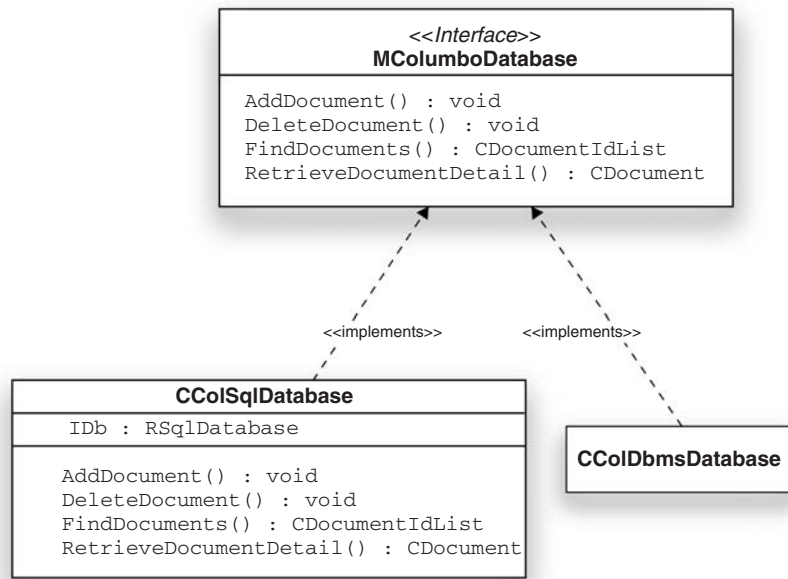 <<Interface>>
MColumboDatabase
AddDocument() : void
DeleteDocument() : void
FindDocuments() : CDocumentIdList
RetrieveDocumentDetail() : CDocument
<<implements>>
<<implements>>
CColSqlDatabase
IDb : RSqlDatabase
AddDocument() : void
DeleteDocument() : void
FindDocuments() : CDocumentIdList
RetrieveDocumentDetail() : CDocument
CColDbmsDatabase